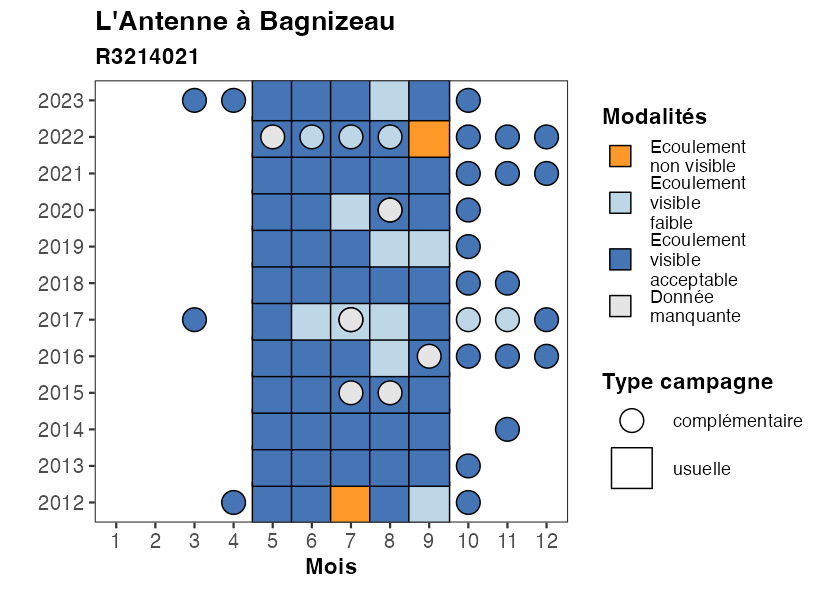 L'Antenne à Bagnizeau
R3214021
2023
2022
2021
2020
2019
2018
2017
2016
2015
2014
2013
2012
1 2 3 4 5 6 7 8 9 10 11 12
Mois
Modalités
Ecoulement
non visible
Ecoulement
visible
faible
Ecoulement
visible
acceptable
Donnée
manquante
Type campagne
complémentaire
usuelle